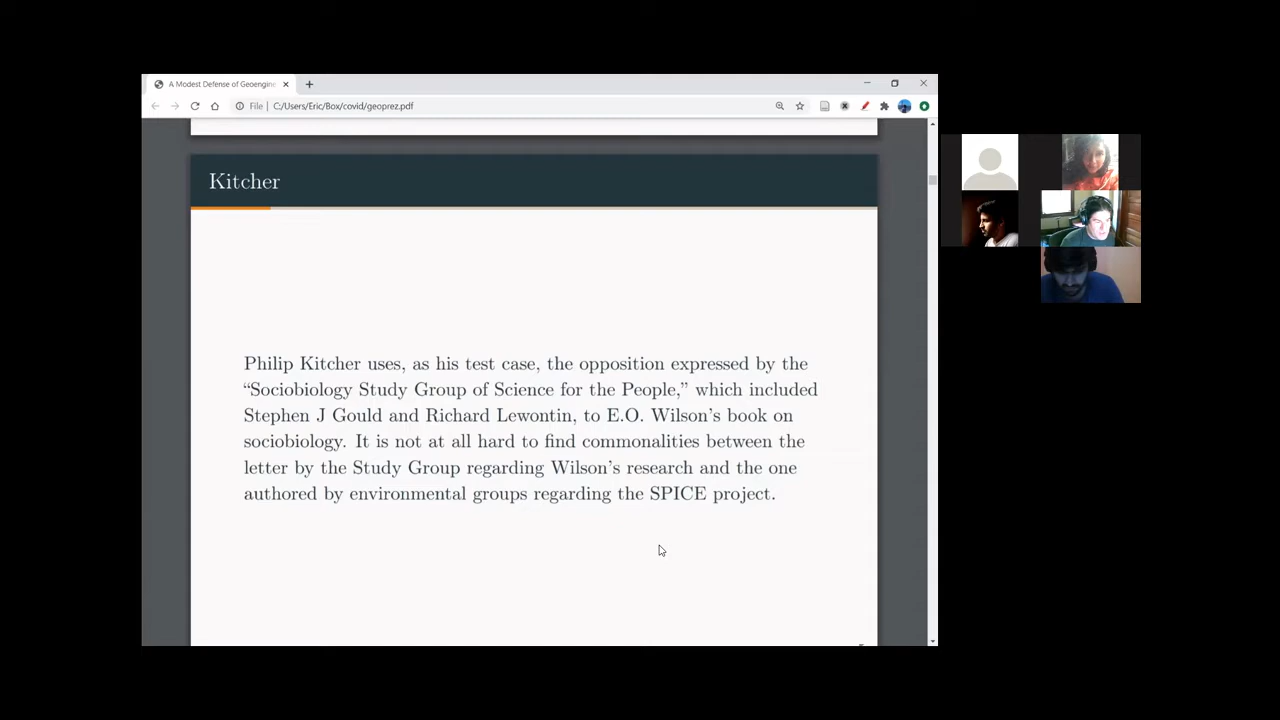 A Modest Defense of Geoengine
File
C:/Users/Eric/Box/covid/geoprez.pdf
Kitcher
Philip Kitcher uses, as his test case, the opposition expressed by the
“Sociobiology Study Group of Science for the People,” which included
Stephen J Gould and Richard Lewontin, to E.O. Wilson’s book on
sociobiology. It is not at all hard to find commonalities between the
letter by the Study Group regarding Wilson’s research and the one
authored by environmental groups regarding the SPICE project.